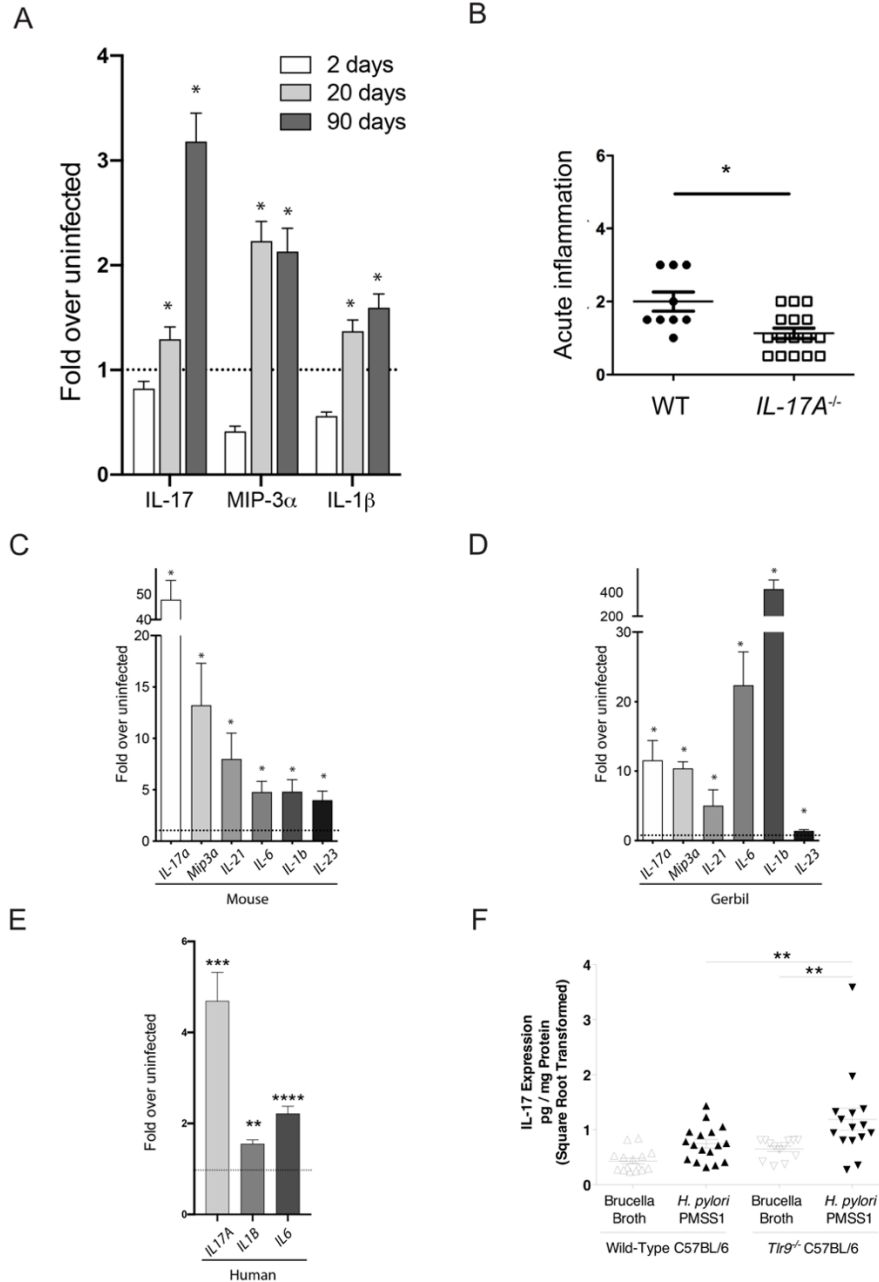 A
4
3
2
1
0
Fold over uninfected
2 days
20 days
90 days
*
*
*
*
*
*
IL-17
MIP-3α
IL-1β
B
6
4
2
0
Acute inflammation
*
WT
IL-17A-/-
C
50
40
20
15
10
5
0
Fold over uninfected
*
*
*
*
*
*
IL-17a
Mip3a
IL-21
IL-6
IL-1b
IL-23
Mouse
D
400
200
30
20
10
0
Fold over uninfected
*
*
*
*
*
*
IL-17a
Mip3a
IL-21
IL-6
IL-1b
IL-23
Gerbil
E
6
4
2
0
Fold over uninfected
***
**
****
IL17A
IL1B
IL6
Human
F
4
3
2
1
0
IL-17 Expression
pg / mg Protein
(Square Root Transformed)
**
**
Brucella
Broth
H. pylori
PMSS1
Brucella
Broth
H. pylori
PMSS1
Wild-Type C57BL/6
Tlr9-/- C57BL/6